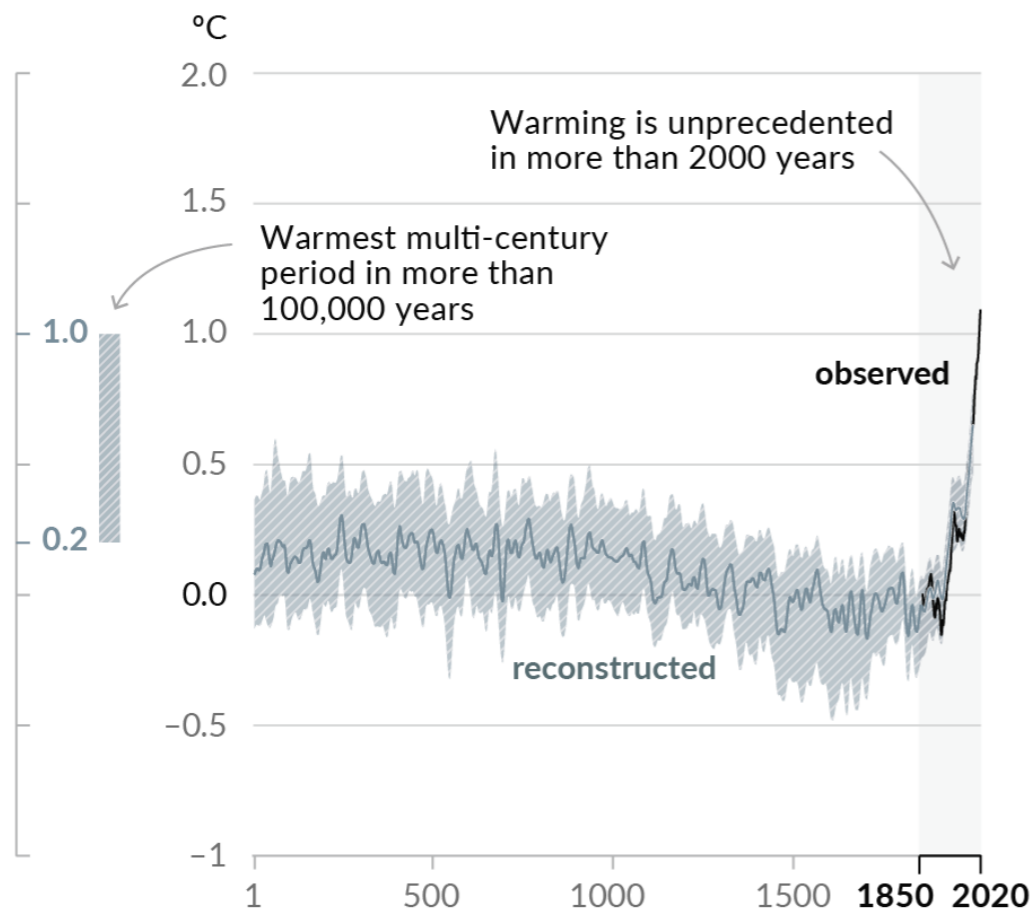 ºC
2.0
Warming is unprecedented
in more than 2000 years
1.5
Warmest multi-century
period in more than
100,000 years
1.0
1.0
observed
0.5
0.2
0.0
reconstructed
−0.5
−1
1 500 1000 1500 1850 2020